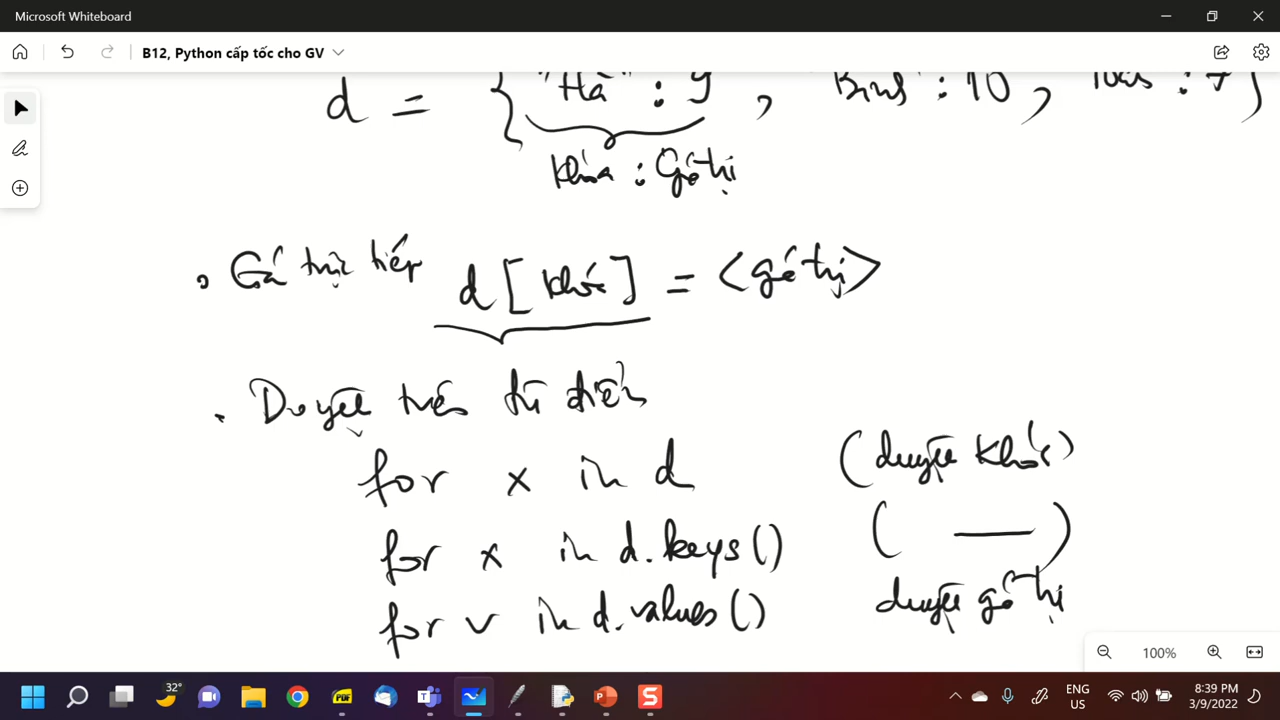 Microsoft Whiteboard
B12, Python cấp tốc cho GV
d = { "Hà" : 9, "Bình" : 10, : 7 }
khóa : Giá trị
Gán trực tiếp d [ khóa ] = <giá trị>
Duyệt trên từ điển
for x in d (duyệt khóa)
for x in d.keys() ( — )
for v in d.values() duyệt giá trị
100%
32°
ENG
US
8:39 PM
3/9/2022